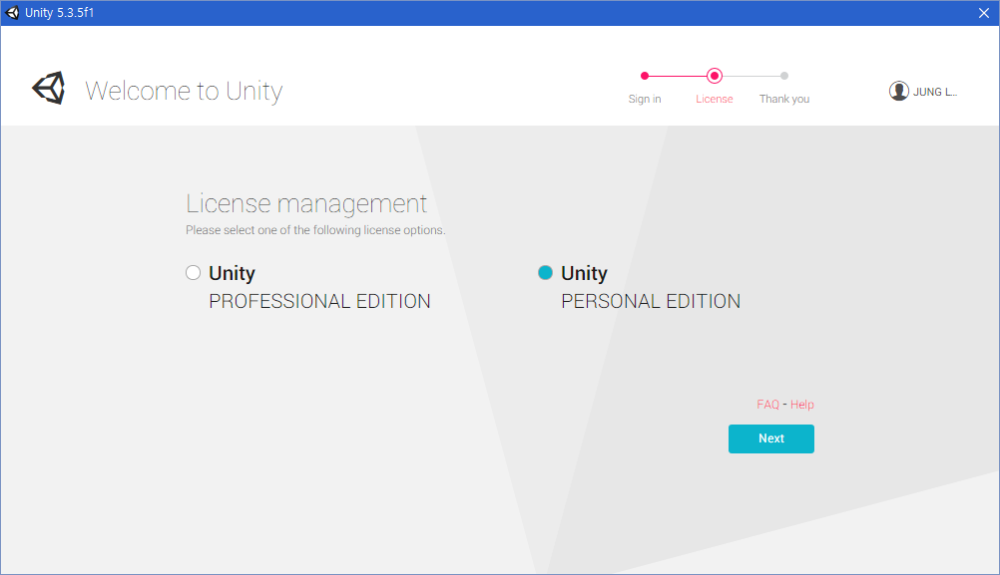 Unity 5.3.5f1
Welcome to Unity
Sign in
License
Thank you
JUNG L...
License management
Please select one of the following license options.
Unity
PROFESSIONAL EDITION
Unity
PERSONAL EDITION
FAQ - Help
Next